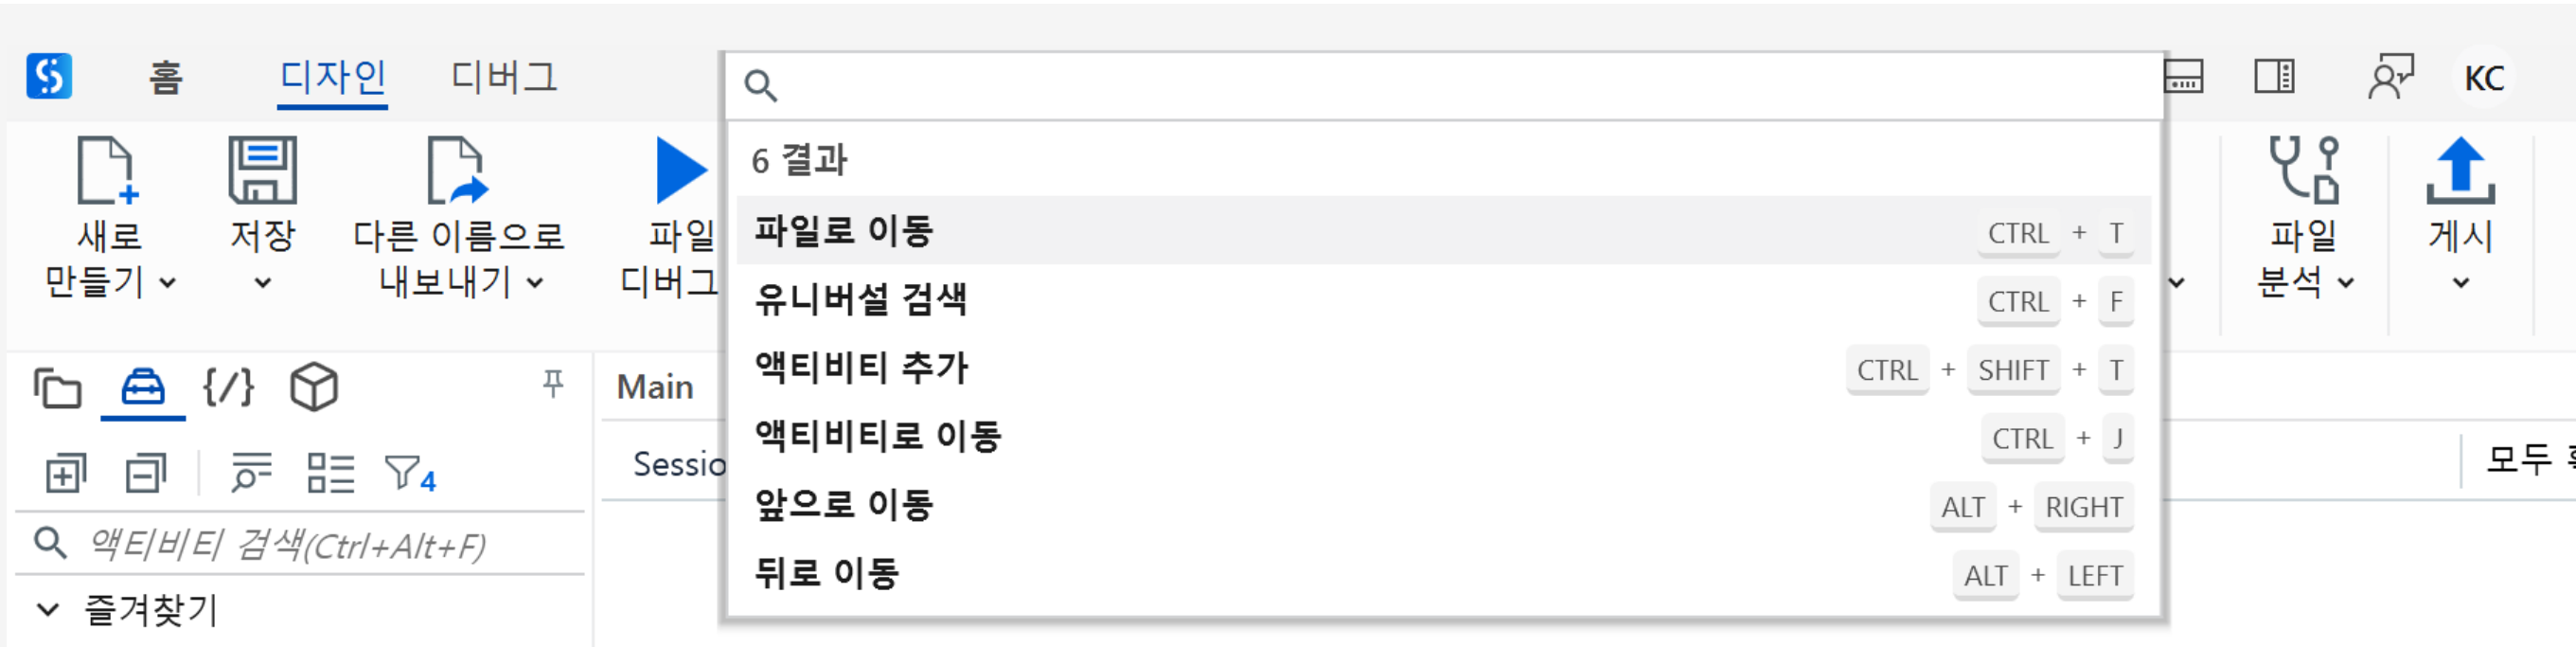 홈 디자인 디버그
KC
새로 만들기
저장
다른 이름으로 내보내기
파일 디버그
파일 분석
게시
6 결과
파일로 이동 CTRL + T
유니버설 검색 CTRL + F
액티비티 추가 CTRL + SHIFT + T
액티비티로 이동 CTRL + J
앞으로 이동 ALT + RIGHT
뒤로 이동 ALT + LEFT
Main
4
모두
액티비티 검색(Ctrl+Alt+F)
즐겨찾기